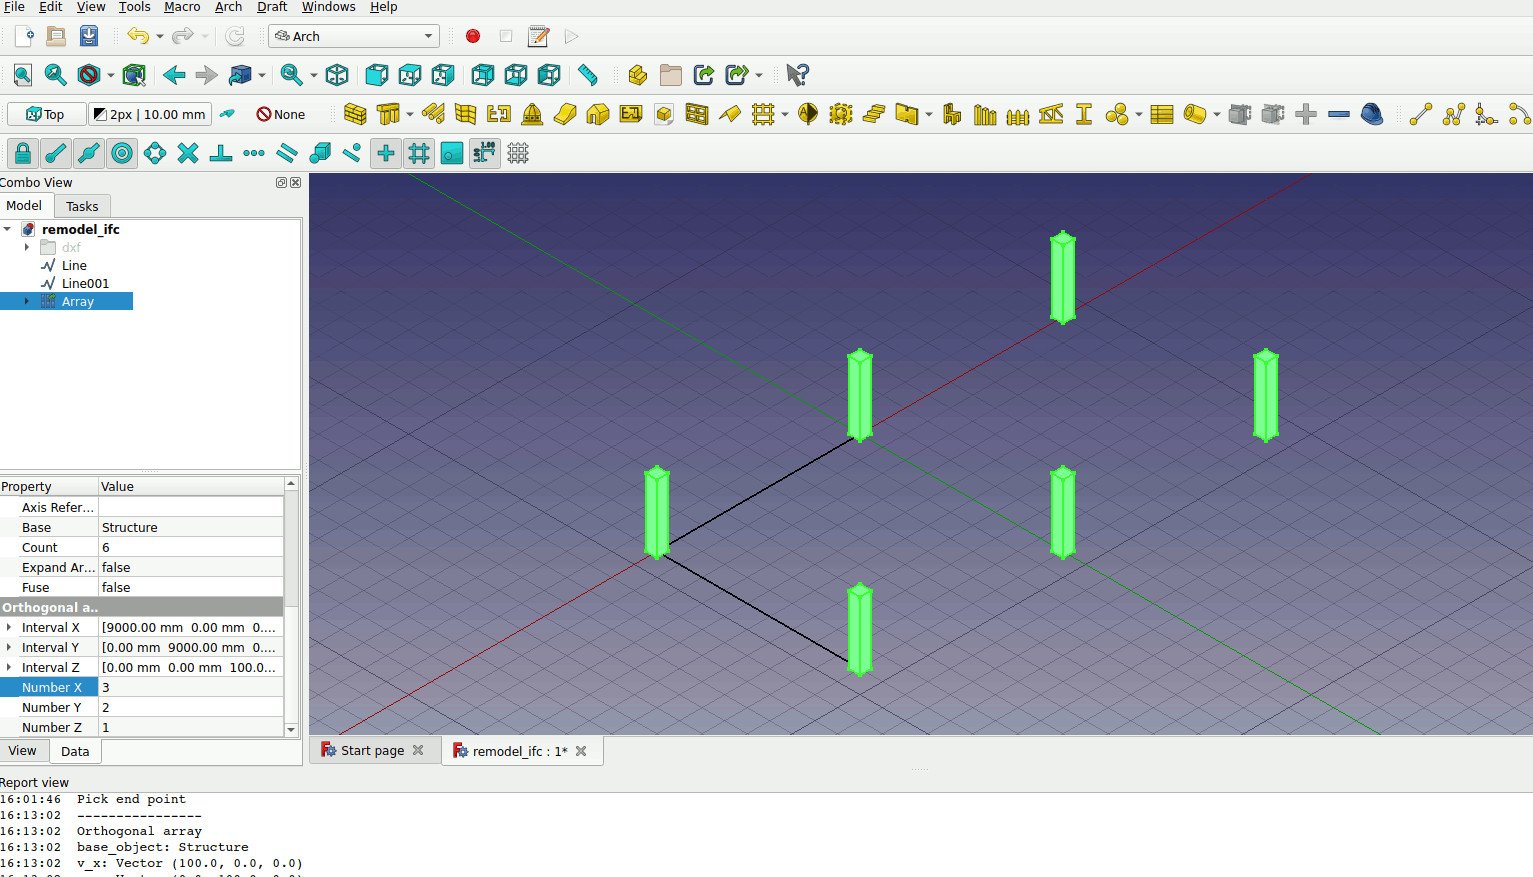 File Edit View Tools Macro Arch Draft Windows Help
Arch
Top 2px | 10.00 mm None
1.00
Combo View
Model Tasks
remodel_ifc
dxf
Line
Line001
Array
Property Value
Axis Refer...
Base Structure
Count 6
Expand Ar... false
Fuse false
Orthogonal a..
Interval X [9000.00 mm 0.00 mm 0....
Interval Y [0.00 mm 9000.00 mm 0....
Interval Z [0.00 mm 0.00 mm 100.0...
Number X 3
Number Y 2
Number Z 1
View Data
Start page remodel_ifc : 1*
Report view
16:01:46 Pick end point
16:13:02 ----------------
16:13:02 Orthogonal array
16:13:02 base_object: Structure
16:13:02 v_x: Vector (100.0, 0.0, 0.0)